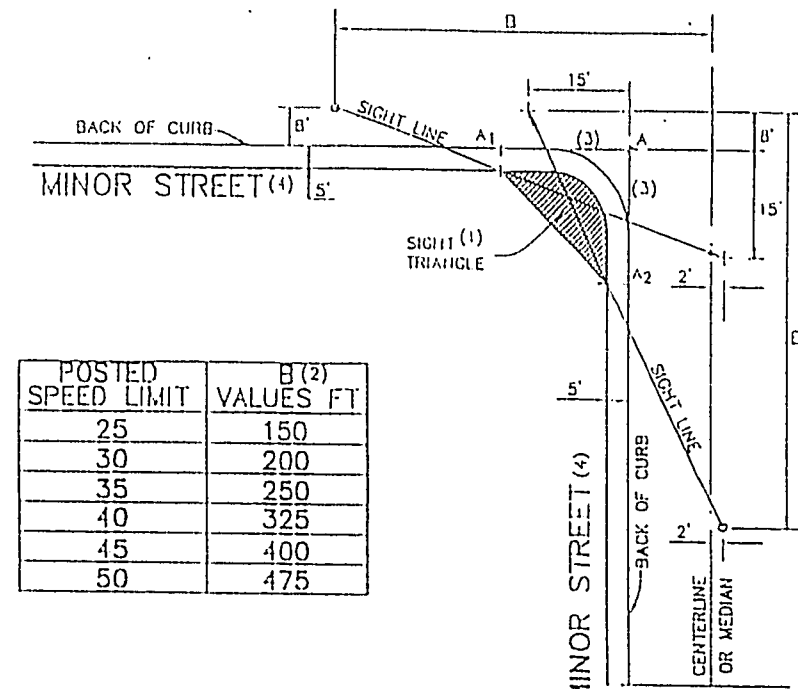 B
15'
SIGHT LINE
BACK OF CURB
8'
A1
(3)
A
8'
MINOR STREET (4)
5'
(3)
15'
SIGHT (1)
TRIANGLE
A2
2'
B
POSTED SPEED LIMIT
B (2) VALUES FT
25 150
30 200
35 250
40 325
45 400
50 475
5'
SIGHT LINE
MINOR STREET (4)
BACK OF CURB
2'
CENTERLINE
OR MEDIAN